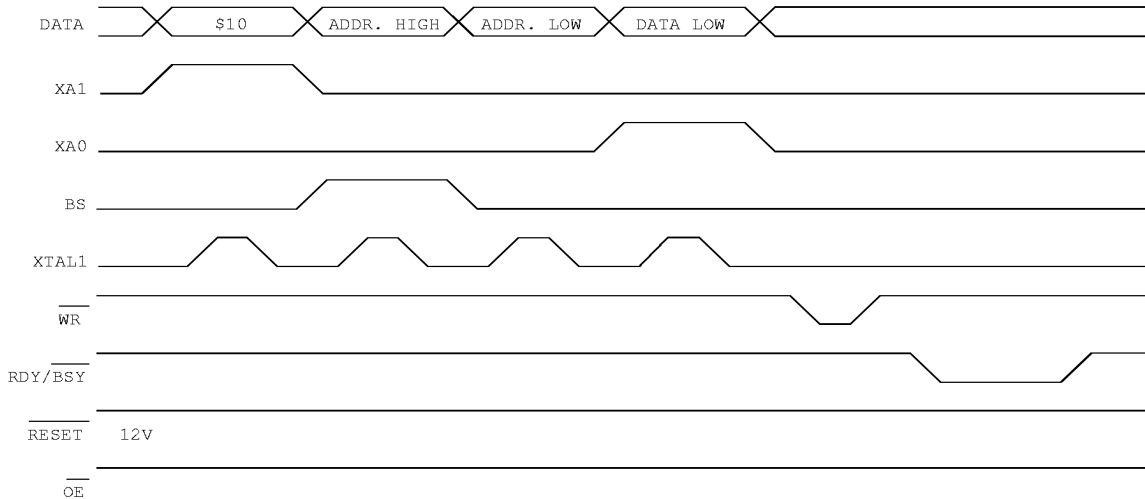 DATA $10 ADDR. HIGH ADDR. LOW DATA LOW
XA1
XA0
BS
XTAL1
WR
RDY/BSY
RESET 12V
OE